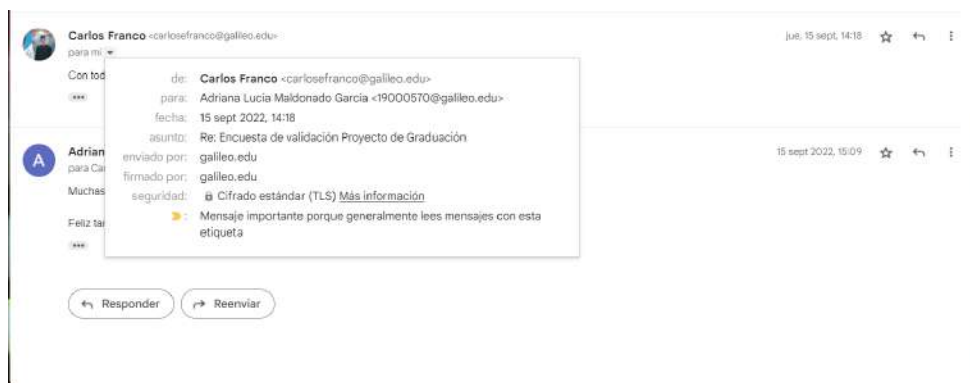 Carlos Franco <carlosefranco@galileo.edu>
jue, 15 sept, 14:18
para mí
Con tod
de: Carlos Franco <carlosefranco@galileo.edu>
para: Adriana Lucia Maldonado Garcia <19000570@galileo.edu>
fecha: 15 sept 2022, 14:18
asunto: Re: Encuesta de validación Proyecto de Graduación
enviado por: galileo.edu
firmado por: galileo.edu
seguridad: Cifrado estándar (TLS) Más información
: Mensaje importante porque generalmente lees mensajes con esta
etiqueta
A
Adrian
15 sept 2022, 15:09
para Ca
Muchas
Feliz tar
Responder
Reenviar